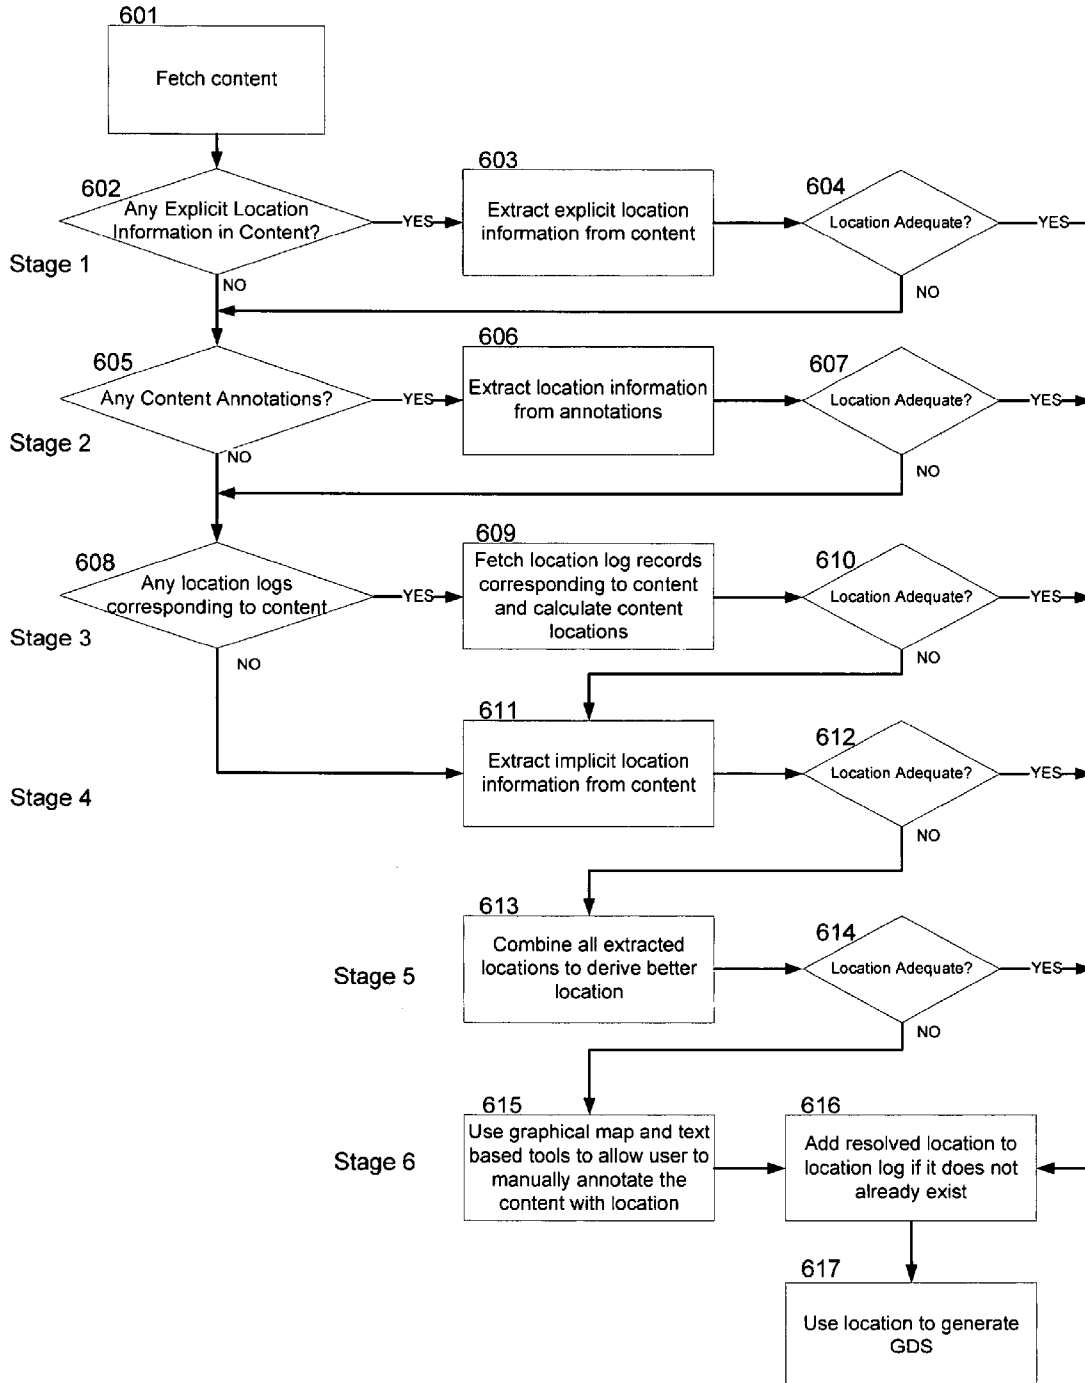 601
Fetch content
602
Any Explicit Location
Information in Content?
YES
603
Extract explicit location
information from content
604
Location Adequate?
YES
Stage 1
NO
NO
605
Any Content Annotations?
YES
606
Extract location information
from annotations
607
Location Adequate?
YES
Stage 2
NO
NO
608
Any location logs
corresponding to content
YES
609
Fetch location log records
corresponding to content
and calculate content
locations
610
Location Adequate?
YES
Stage 3
NO
NO
611
Extract implicit location
information from content
612
Location Adequate?
YES
Stage 4
NO
613
Combine all extracted
locations to derive better
location
614
Location Adequate?
YES
Stage 5
NO
615
Use graphical map and text
based tools to allow user to
manually annotate the
content with location
616
Add resolved location to
location log if it does not
already exist
Stage 6
617
Use location to generate
GDS